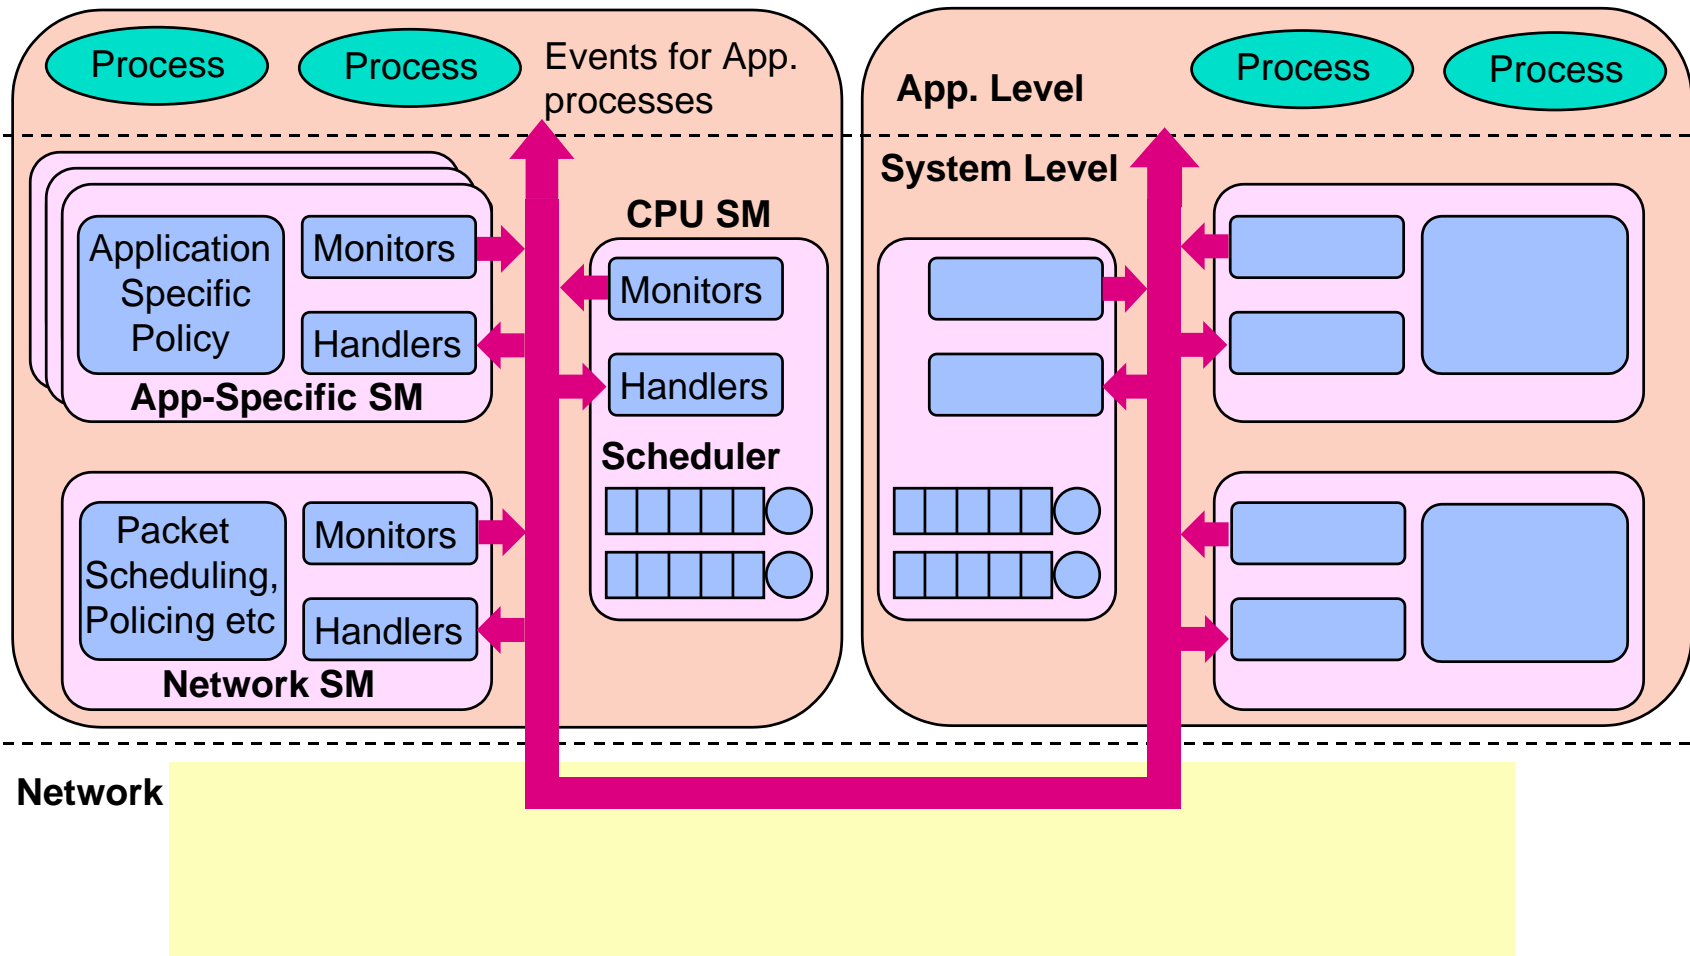 Process
Process
Events for App.
processes
App. Level
Process
Process
System Level
CPU SM
Application
Specific
Policy
Monitors
Handlers
App-Specific SM
Monitors
Handlers
Scheduler
Packet
Scheduling,
Policing etc
Monitors
Handlers
Network SM
Network